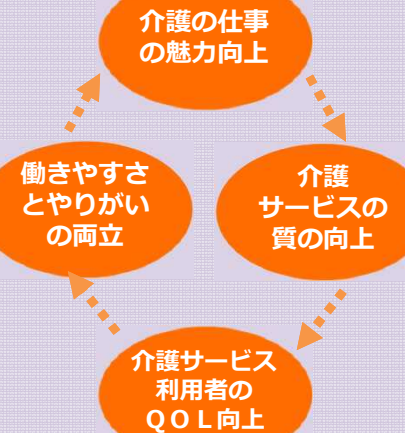 介護の仕事
の魅力向上
働きやすさ
とやりがい
の両立
介護
サービスの
質の向上
介護サービス
利用者の
ＱＯＬ向上